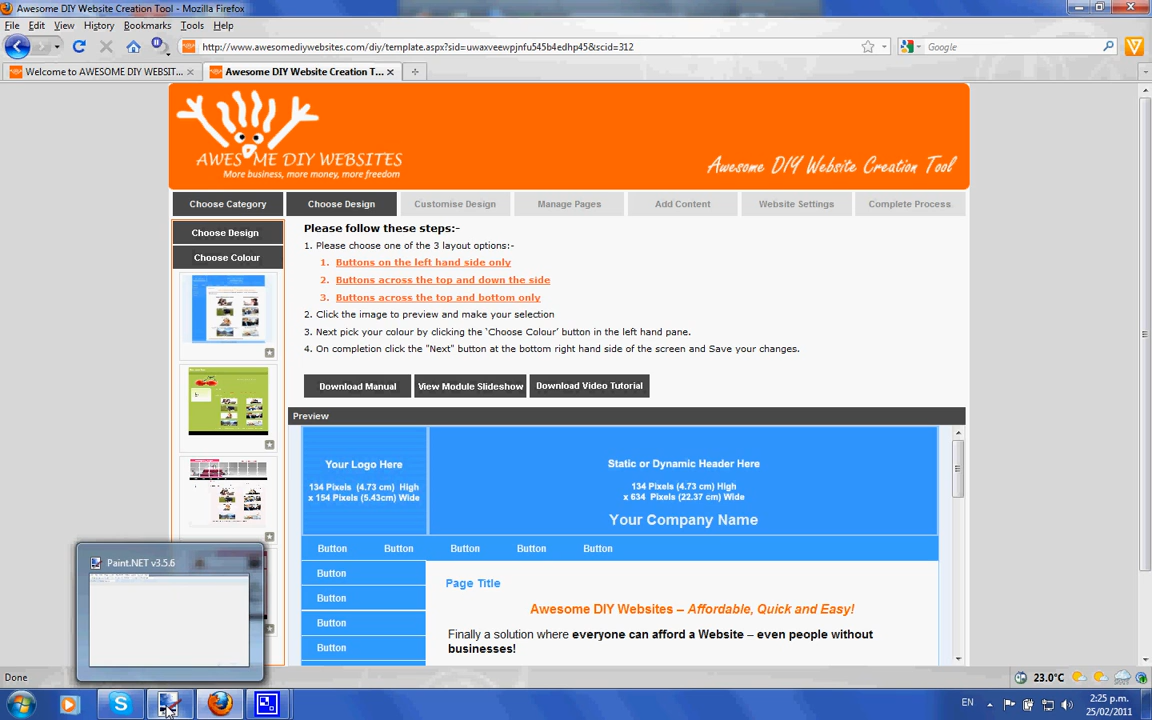 Awesome DIY Website Creation Tool - Mozilla Firefox
File Edit View History Bookmarks Tools Help
http://www.awesomediywebsites.com/diy/template.aspx?sid=uwaxveewpjnfu545b4edhp45&scid=312
Google
Welcome to AWESOME DIY WEBSIT...
Awesome DIY Website Creation T...
AWESOME DIY WEBSITES
More business, more money, more freedom
Awesome DIY Website Creation Tool
Choose Category Choose Design Customise Design Manage Pages Add Content Website Settings Complete Process
Choose Design
Choose Colour
Please follow these steps:-
1. Please choose one of the 3 layout options:-
1. Buttons on the left hand side only
2. Buttons across the top and down the side
3. Buttons across the top and bottom only
2. Click the image to preview and make your selection
3. Next pick your colour by clicking the 'Choose Colour' button in the left hand pane.
4. On completion click the "Next" button at the bottom right hand side of the screen and Save your changes.
Download Manual View Module Slideshow Download Video Tutorial
Preview
Your Logo Here
134 Pixels (4.73 cm) High
x 154 Pixels (5.43cm) Wide
Static or Dynamic Header Here
134 Pixels (4.73 cm) High
x 634 Pixels (22.37 cm) Wide
Your Company Name
Button Button Button Button Button
Button
Button
Button
Button
Page Title
Awesome DIY Websites – Affordable, Quick and Easy!
Finally a solution where everyone can afford a Website – even people without
businesses!
Paint.NET v3.5.6
Done
23.0°C
EN
2:25 p.m.
25/02/2011